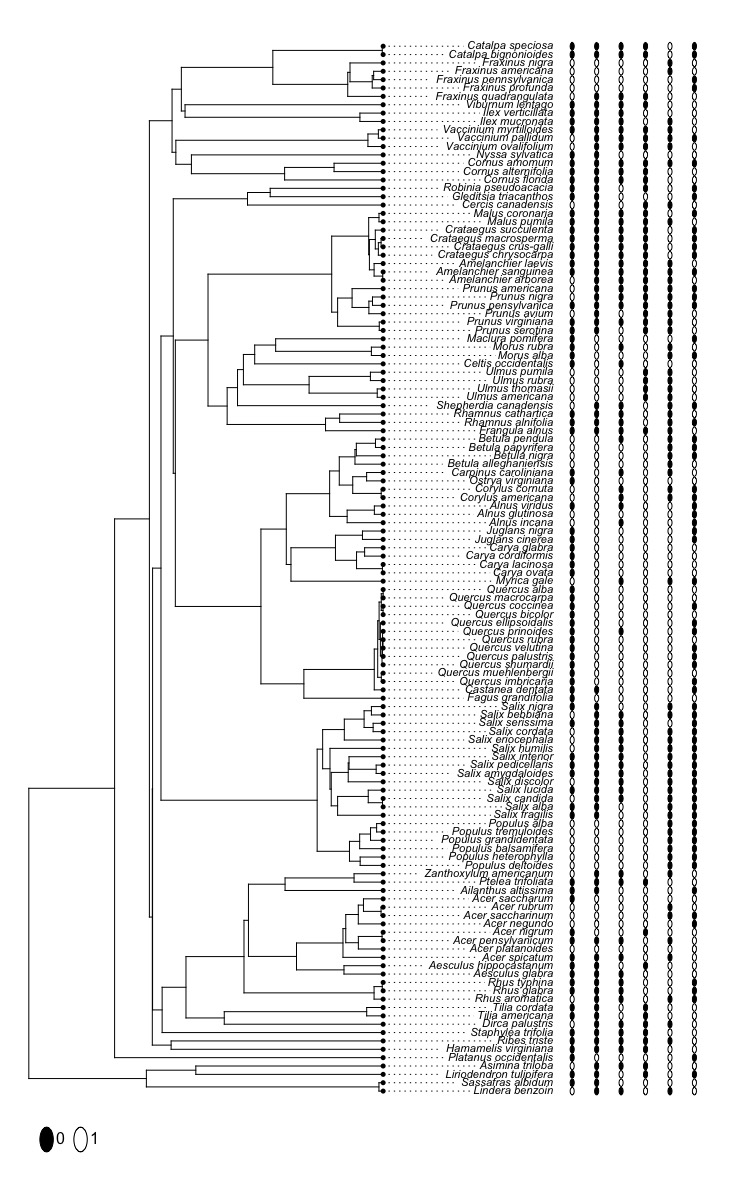 Catalpa speciosa
Catalpa bignonioides
Fraxinus nigra
Fraxinus americana
Fraxinus pennsylvanica
Fraxinus profunda
Fraxinus quadrangulata
Viburnum lentago
Ilex verticillata
Ilex mucronata
Vaccinium myrtilloides
Vaccinium pallidum
Vaccinium ovalifolium
Nyssa sylvatica
Cornus amomum
Cornus alternifolia
Cornus florida
Robinia pseudoacacia
Gleditsia triacanthos
Cercis canadensis
Malus coronaria
Malus pumila
Crataegus succulenta
Crataegus macrosperma
Crataegus crus-galli
Crataegus chrysocarpa
Amelanchier laevis
Amelanchier sanguinea
Amelanchier arborea
Prunus americana
Prunus nigra
Prunus pensylvanica
Prunus avium
Prunus virginiana
Prunus serotina
Maclura pomifera
Morus rubra
Morus alba
Celtis occidentalis
Ulmus pumila
Ulmus rubra
Ulmus thomasii
Ulmus americana
Shepherdia canadensis
Rhamnus cathartica
Rhamnus alnifolia
Frangula alnus
Betula pendula
Betula papyrifera
Betula nigra
Betula alleghaniensis
Carpinus caroliniana
Ostrya virginiana
Corylus cornuta
Corylus americana
Alnus viridus
Alnus glutinosa
Alnus incana
Juglans nigra
Juglans cinerea
Carya glabra
Carya cordiformis
Carya lacinosa
Carya ovata
Myrica gale
Quercus alba
Quercus macrocarpa
Quercus coccinea
Quercus bicolor
Quercus ellipsoidalis
Quercus prinoides
Quercus rubra
Quercus velutina
Quercus palustris
Quercus shumardii
Quercus muehlenbergii
Quercus imbricaria
Castanea dentata
Fagus grandifolia
Salix nigra
Salix bebbiana
Salix serissima
Salix cordata
Salix eriocephala
Salix humilis
Salix interior
Salix pedicellaris
Salix amygdaloides
Salix discolor
Salix lucida
Salix candida
Salix alba
Salix fragilis
Populus alba
Populus tremuloides
Populus grandidentata
Populus balsamifera
Populus heterophylla
Populus deltoides
Zanthoxylum americanum
Ptelea trifoliata
Ailanthus altissima
Acer saccharum
Acer rubrum
Acer saccharinum
Acer negundo
Acer nigrum
Acer pensylvanicum
Acer platanoides
Acer spicatum
Aesculus hippocastanum
Aesculus glabra
Rhus typhina
Rhus glabra
Rhus aromatica
Tilia cordata
Tilia americana
Dirca palustris
Staphylea trifolia
Ribes triste
Hamamelis virginiana
Platanus occidentalis
Asimina triloba
Liriodendron tulipifera
Sassafras albidum
Lindera benzoin
0 1